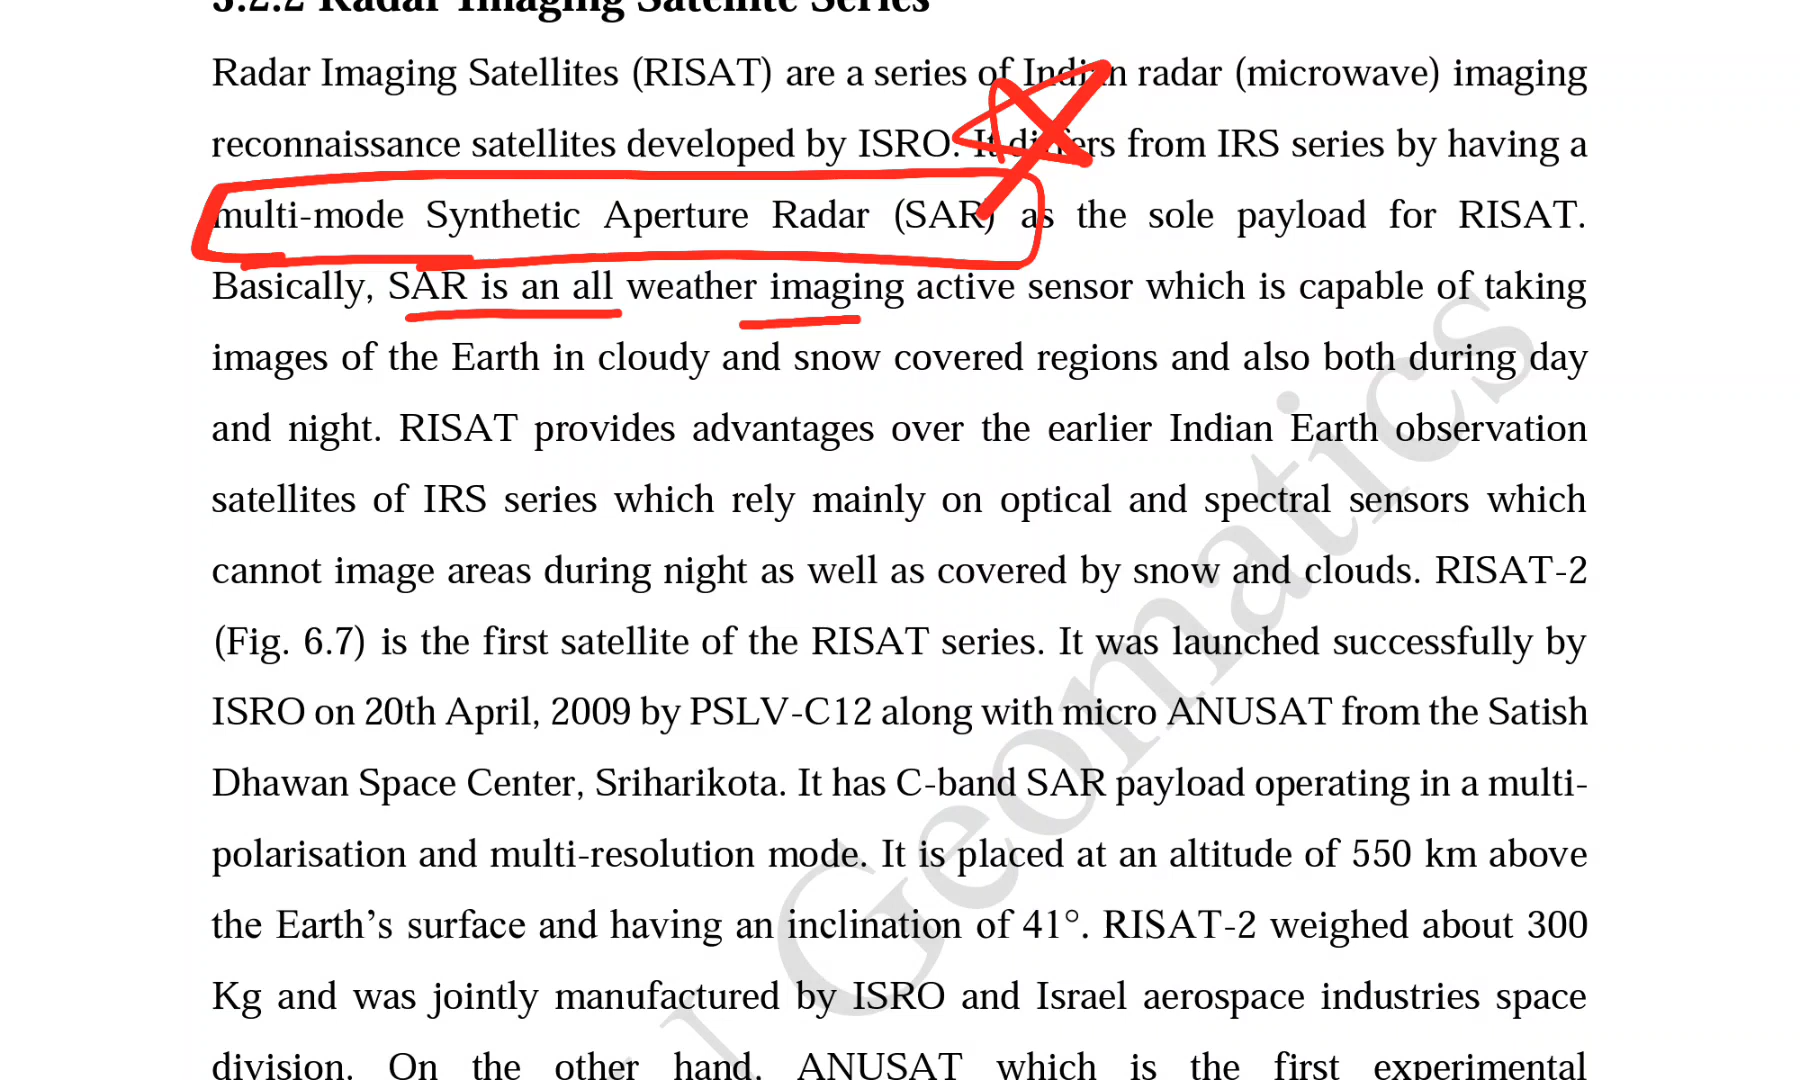 3.2.2 Radar Imaging Satellite Series
Radar Imaging Satellites (RISAT) are a series of Indian radar (microwave) imaging
reconnaissance satellites developed by ISRO. It differs from IRS series by having a
multi-mode Synthetic Aperture Radar (SAR) as the sole payload for RISAT.
Basically, SAR is an all weather imaging active sensor which is capable of taking
images of the Earth in cloudy and snow covered regions and also both during day
and night. RISAT provides advantages over the earlier Indian Earth observation
satellites of IRS series which rely mainly on optical and spectral sensors which
cannot image areas during night as well as covered by snow and clouds. RISAT-2
(Fig. 6.7) is the first satellite of the RISAT series. It was launched successfully by
ISRO on 20th April, 2009 by PSLV-C12 along with micro ANUSAT from the Satish
Dhawan Space Center, Sriharikota. It has C-band SAR payload operating in a multi-
polarisation and multi-resolution mode. It is placed at an altitude of 550 km above
the Earth’s surface and having an inclination of 41°. RISAT-2 weighed about 300
Kg and was jointly manufactured by ISRO and Israel aerospace industries space
division. On the other hand, ANUSAT which is the first experimental
Geomatics